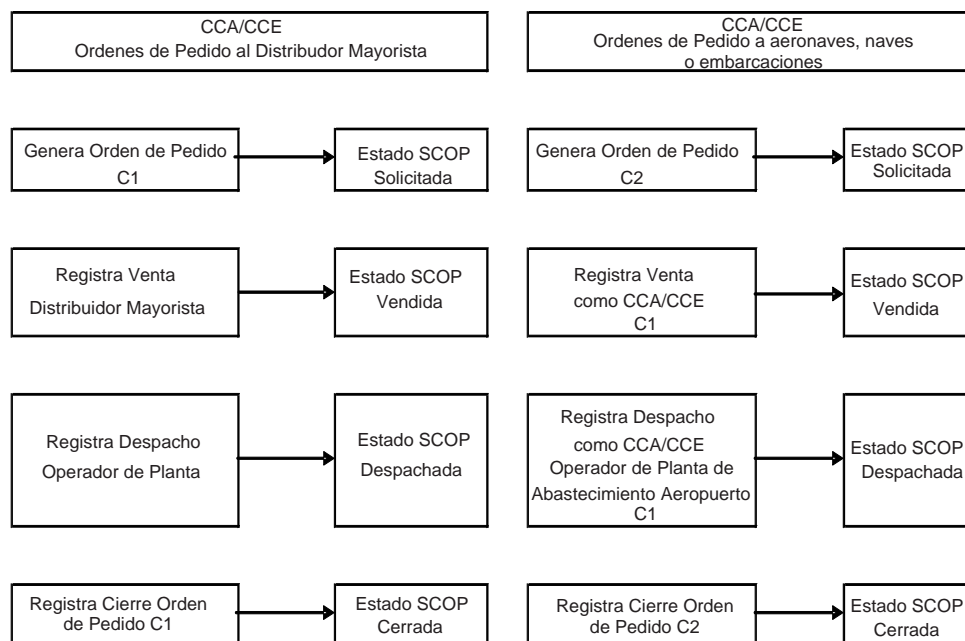 CCA/CCE
Ordenes de Pedido al Distribudor Mayorista
CCA/CCE
Ordenes de Pedido a aeronaves, naves
o embarcaciones
Genera Orden de Pedido
C1
Estado SCOP
Solicitada
Genera Orden de Pedido
C2
Estado SCOP
Solicitada
Registra Venta
Distribuidor Mayorista
Estado SCOP
Vendida
Registra Venta
como CCA/CCE
C1
Estado SCOP
Vendida
Registra Despacho
Operador de Planta
Estado SCOP
Despachada
Registra Despacho
como CCA/CCE
Operador de Planta de
Abastecimiento Aeropuerto
C1
Estado SCOP
Despachada
Registra Cierre Orden
de Pedido C1
Estado SCOP
Cerrada
Registra Cierre Orden
de Pedido C2
Estado SCOP
Cerrada